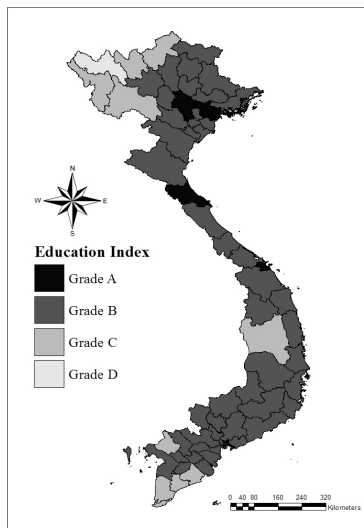 N
W E
S
Education Index
Grade A
Grade B
Grade C
Grade D
0 40 80 160 240 320
Kilometers